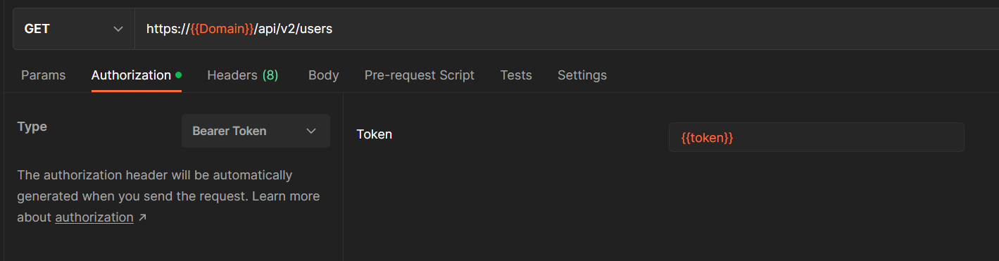 GET https://{{Domain}}/api/v2/users
Params Authorization Headers (8) Body Pre-request Script Tests Settings
Type Bearer Token
Token {{token}}
The authorization header will be automatically
generated when you send the request. Learn more
about authorization ↗